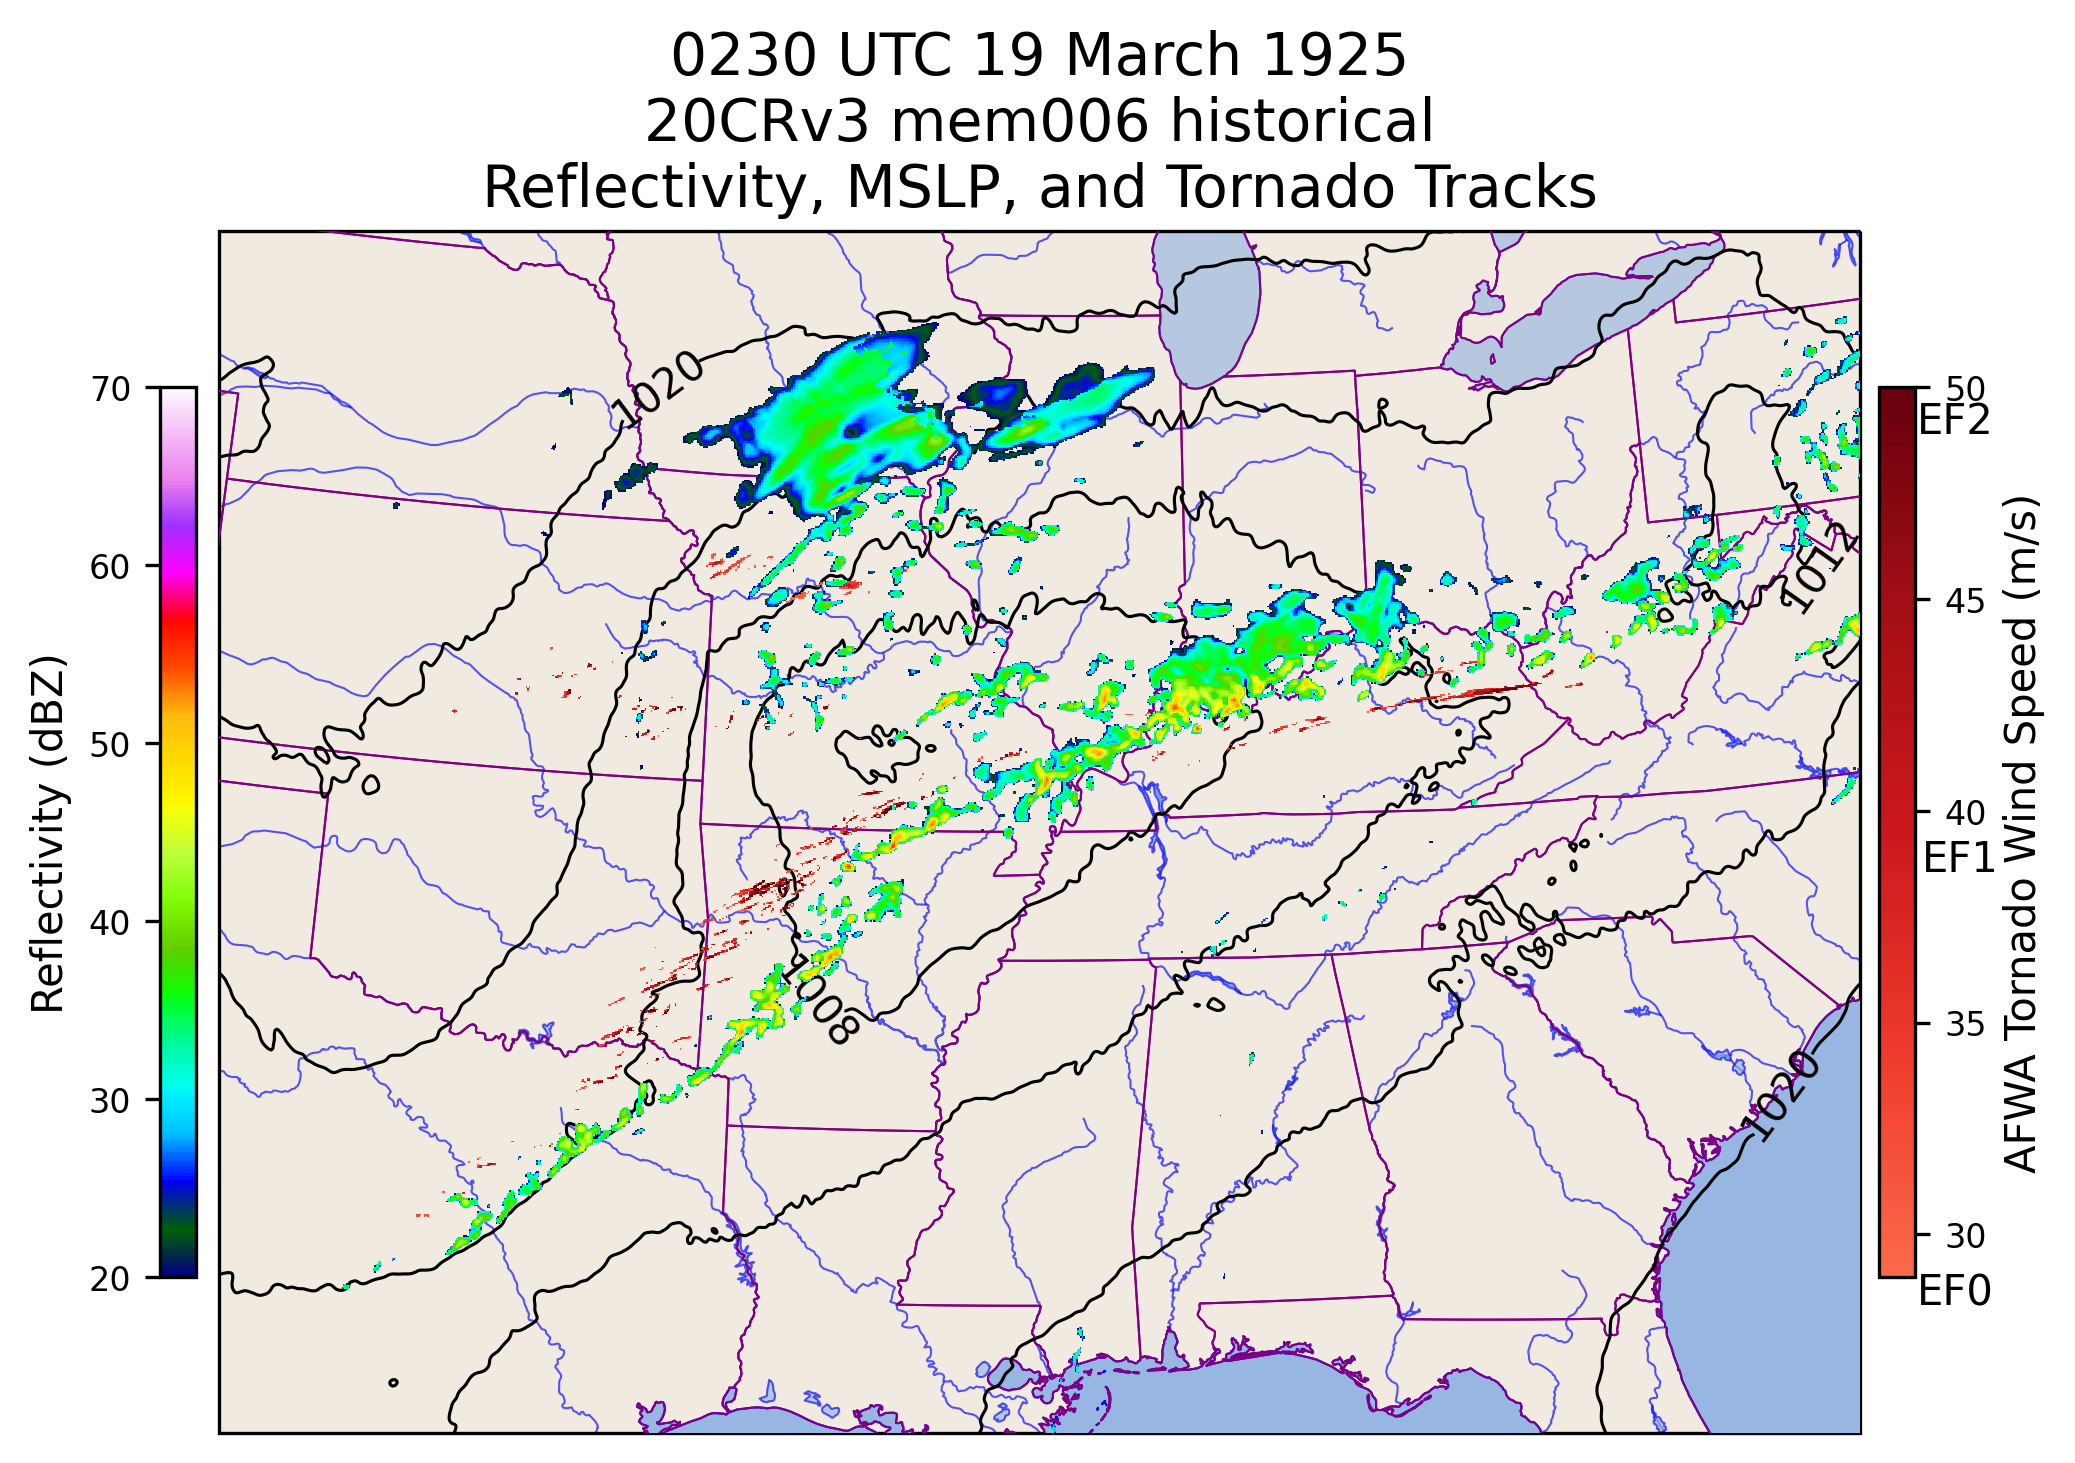 0230 UTC 19 March 1925
20CRv3 mem006 historical
Reflectivity, MSLP, and Tornado Tracks
Reflectivity (dBZ)
70
60
50
40
30
20
1020
1012
1008
1020
50
EF2
45
40
EF1
35
30
EF0
AFWA Tornado Wind Speed (m/s)